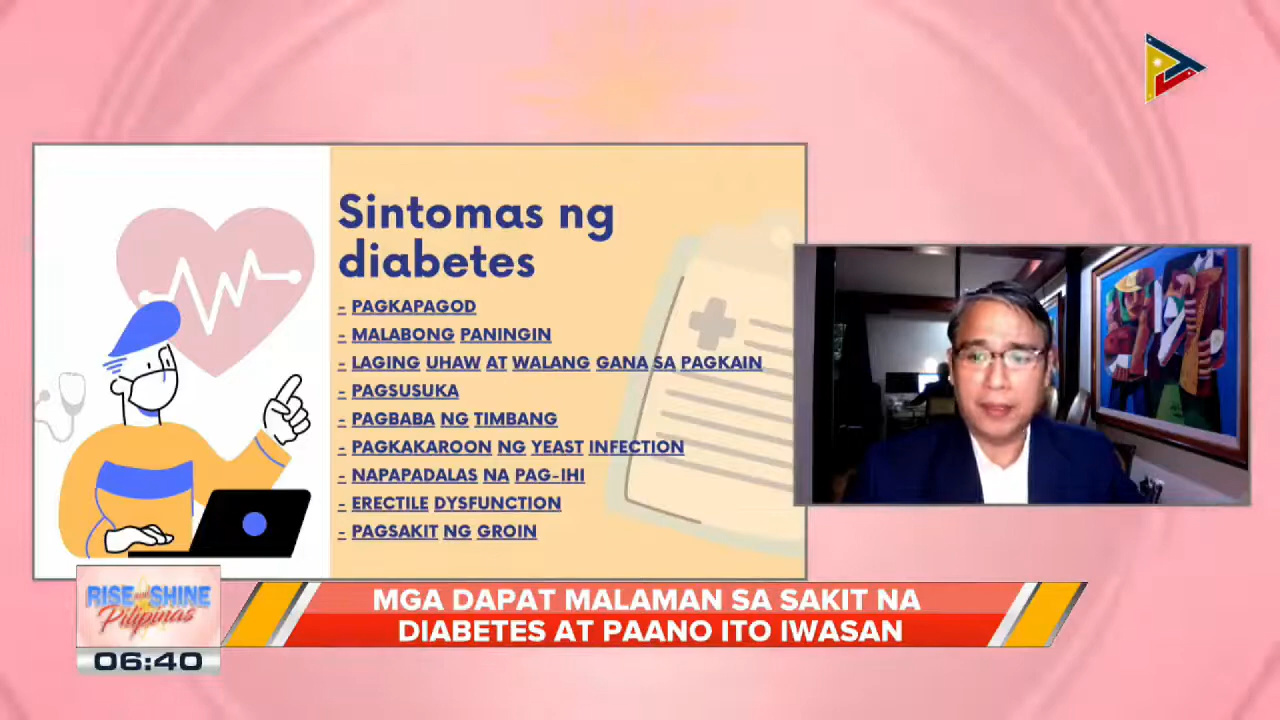 Sintomas ng
diabetes
- PAGKAPAGOD
- MALABONG PANINGIN
- LAGING UHAW AT WALANG GANA SA PAGKAIN
- PAGSUSUKA
- PAGBABA NG TIMBANG
- PAGKAKAROON NG YEAST INFECTION
- NAPAPADALAS NA PAG-IHI
- ERECTILE DYSFUNCTION
- PAGSAKIT NG GROIN
RISE and SHINE
Pilipinas
06:40
MGA DAPAT MALAMAN SA SAKIT NA
DIABETES AT PAANO ITO IWASAN